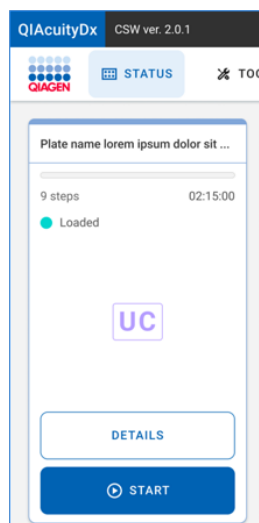 QIAcuityDx CSW ver. 2.0.1
QIAGEN
STATUS
TOO
Plate name lorem ipsum dolor sit ...
9 steps 02:15:00
Loaded
UC
DETAILS
START